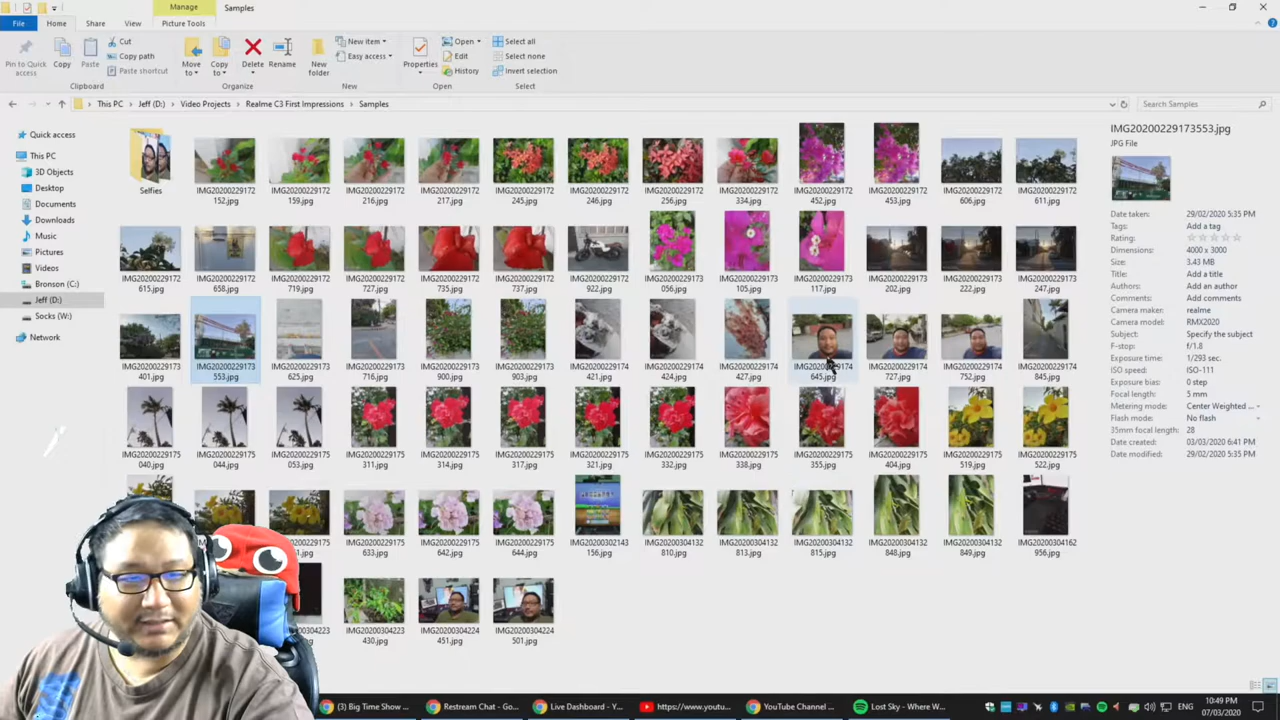 Manage
Samples
File
Home
Share
View
Picture Tools
Pin to Quick access
Copy
Paste
Cut
Copy path
Paste shortcut
Clipboard
Move to
Copy to
Delete
Rename
Organize
New folder
New item
Easy access
New
Properties
Open
Edit
History
Open
Select all
Select none
Invert selection
Select
This PC > Jeff (D:) > Video Projects > Realme C3 First Impressions > Samples
Search Samples
Quick access
This PC
3D Objects
Desktop
Documents
Downloads
Music
Pictures
Videos
Bronson (C:)
Jeff (D:)
Socks (W:)
Network
Selfies
IMG20200229172152.jpg
IMG20200229172159.jpg
IMG20200229172216.jpg
IMG20200229172217.jpg
IMG20200229172245.jpg
IMG20200229172246.jpg
IMG20200229172256.jpg
IMG20200229172334.jpg
IMG20200229172452.jpg
IMG20200229172453.jpg
IMG20200229172606.jpg
IMG20200229172611.jpg
IMG20200229172615.jpg
IMG20200229172658.jpg
IMG20200229172719.jpg
IMG20200229172727.jpg
IMG20200229172735.jpg
IMG20200229172737.jpg
IMG20200229172922.jpg
IMG20200229173056.jpg
IMG20200229173105.jpg
IMG20200229173117.jpg
IMG20200229173202.jpg
IMG20200229173222.jpg
IMG20200229173247.jpg
IMG20200229173401.jpg
IMG20200229173553.jpg
IMG20200229173625.jpg
IMG20200229173716.jpg
IMG20200229173900.jpg
IMG20200229173903.jpg
IMG20200229174421.jpg
IMG20200229174424.jpg
IMG20200229174427.jpg
IMG20200229174645.jpg
IMG20200229174727.jpg
IMG20200229174752.jpg
IMG20200229174845.jpg
IMG20200229175040.jpg
IMG20200229175044.jpg
IMG20200229175053.jpg
IMG20200229175311.jpg
IMG20200229175314.jpg
IMG20200229175317.jpg
IMG20200229175321.jpg
IMG20200229175332.jpg
IMG20200229175338.jpg
IMG20200229175355.jpg
IMG20200229175404.jpg
IMG20200229175519.jpg
IMG20200229175522.jpg
IMG20200229175633.jpg
IMG20200229175642.jpg
IMG20200229175644.jpg
IMG20200302143156.jpg
IMG20200304132810.jpg
IMG20200304132813.jpg
IMG20200304132815.jpg
IMG20200304132848.jpg
IMG20200304132849.jpg
IMG20200304162956.jpg
IMG20200304223430.jpg
IMG20200304224451.jpg
IMG20200304224501.jpg
IMG20200229173553.jpg
JPG File
Date taken: 29/02/2020 5:35 PM
Tags: Add a tag
Rating:
Dimensions: 4000 x 3000
Size: 3.43 MB
Title: Add a title
Authors: Add an author
Comments: Add comments
Camera maker: realme
Camera model: RMX2020
Subject: Specify the subject
F-stop: f/1.8
Exposure time: 1/293 sec.
ISO speed: ISO-111
Exposure bias: 0 step
Focal length: 5 mm
Metering mode: Center Weighted ...
Flash mode: No flash
35mm focal length: 28
Date created: 03/03/2020 6:41 PM
Date modified: 29/02/2020 5:35 PM
(3) Big Time Show ...
Restream Chat - Go...
Live Dashboard - Y...
https://www.youtu...
YouTube Channel ...
Lost Sky - Where W...
ENG
10:49 PM
07/03/2020